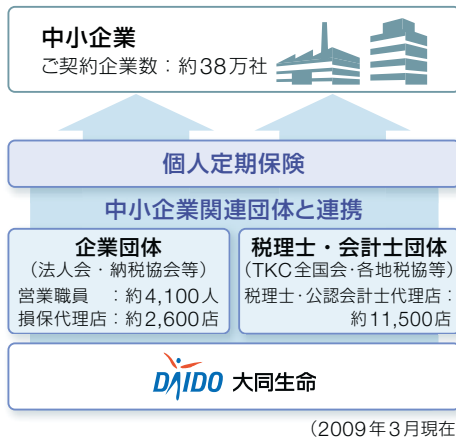 中小企業
ご契約企業数：約38万社
個人定期保険
中小企業関連団体と連携
企業団体
（法人会・納税協会等）
営業職員　：約4,100人
損保代理店：約2,600店
税理士・会計士団体
（TKC全国会・各地税協等）
税理士・公認会計士代理店：
約11,500店
DAIDO 大同生命
（2009年3月現在